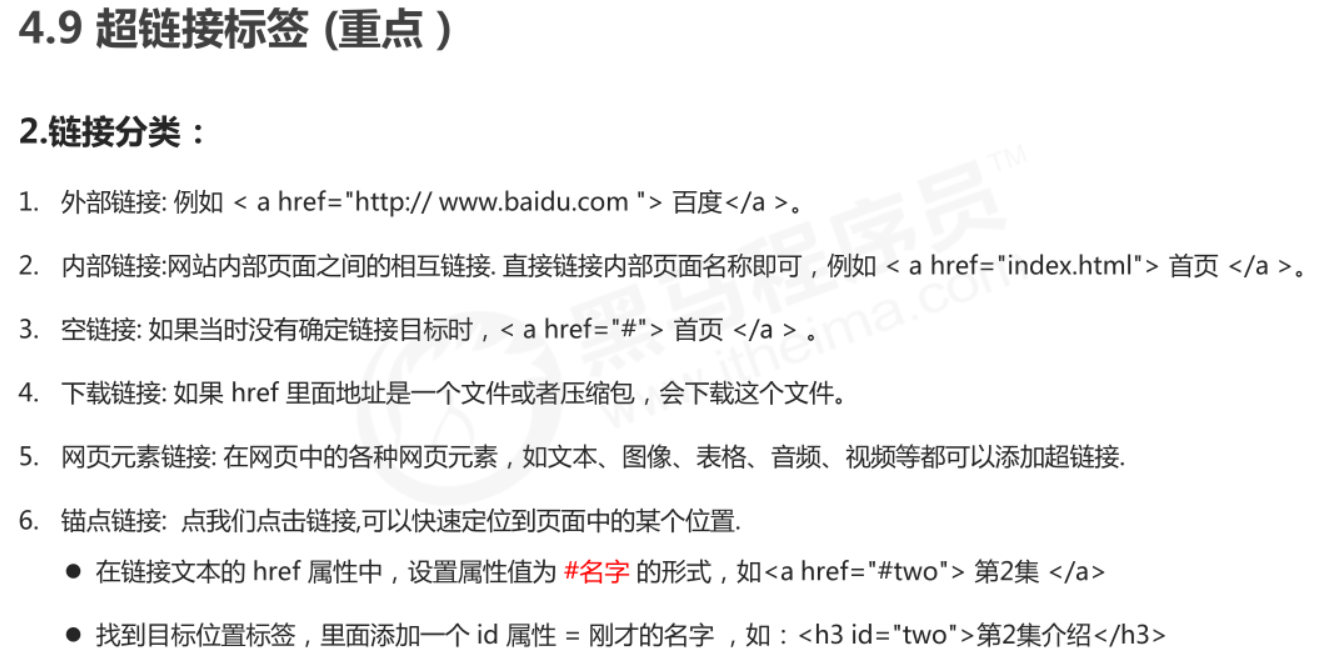 4.9 超链接标签 (重点 )
2.链接分类：
1. 外部链接: 例如 < a href="http:// www.baidu.com "> 百度</a >。
2. 内部链接:网站内部页面之间的相互链接. 直接链接内部页面名称即可，例如 < a href="index.html"> 首页 </a >。
3. 空链接: 如果当时没有确定链接目标时，< a href="#"> 首页 </a > 。
4. 下载链接: 如果 href 里面地址是一个文件或者压缩包，会下载这个文件。
5. 网页元素链接: 在网页中的各种网页元素，如文本、图像、表格、音频、视频等都可以添加超链接.
6. 锚点链接: 点我们点击链接,可以快速定位到页面中的某个位置.
● 在链接文本的 href 属性中，设置属性值为 #名字 的形式，如<a href="#two"> 第2集 </a>
● 找到目标位置标签，里面添加一个 id 属性 = 刚才的名字 ，如：<h3 id="two">第2集介绍</h3>
黑马程序员™
www.itheima.com